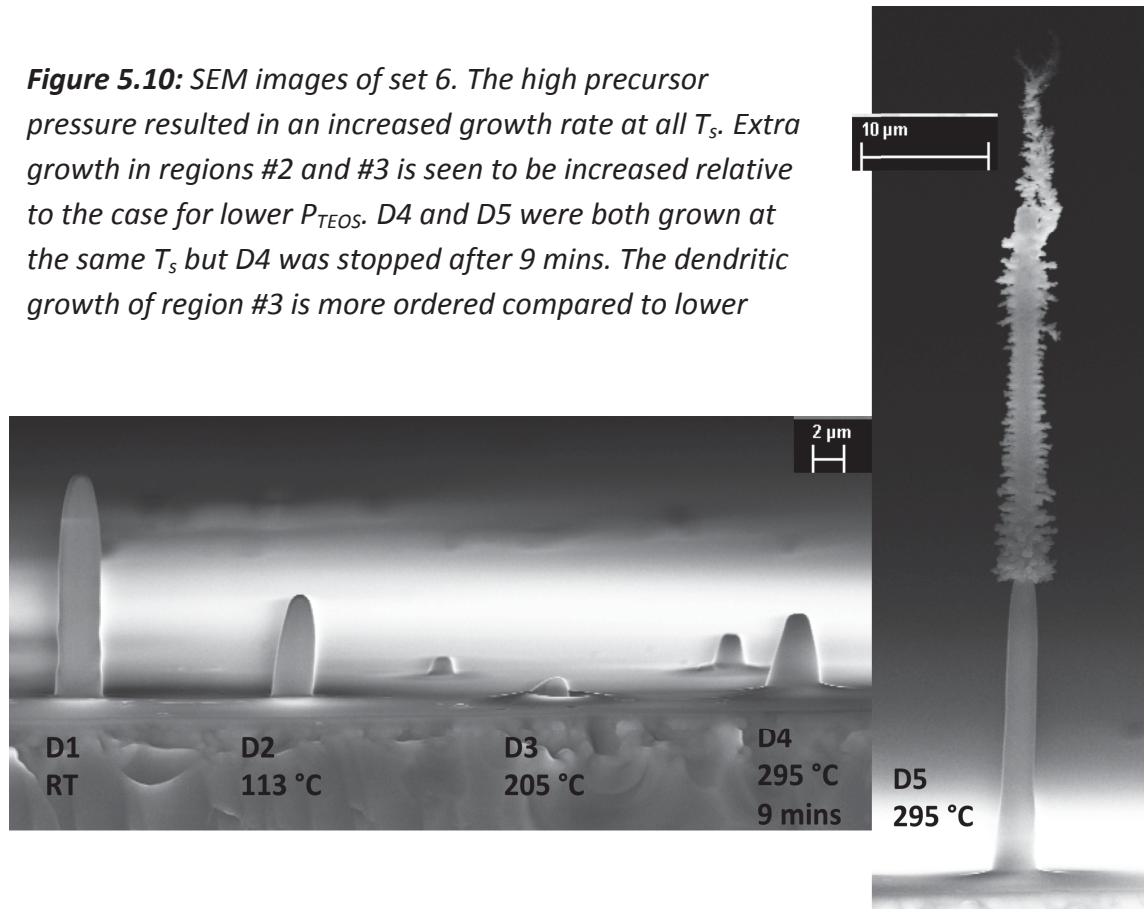 Figure 5.10: SEM images of set 6. The high precursor
pressure resulted in an increased growth rate at all Ts. Extra
growth in regions #2 and #3 is seen to be increased relative
to the case for lower PTEOS. D4 and D5 were both grown at
the same Ts but D4 was stopped after 9 mins. The dendritic
growth of region #3 is more ordered compared to lower
10 µm
2 µm
D1
RT
D2
113 °C
D3
205 °C
D4
295 °C
9 mins
D5
295 °C